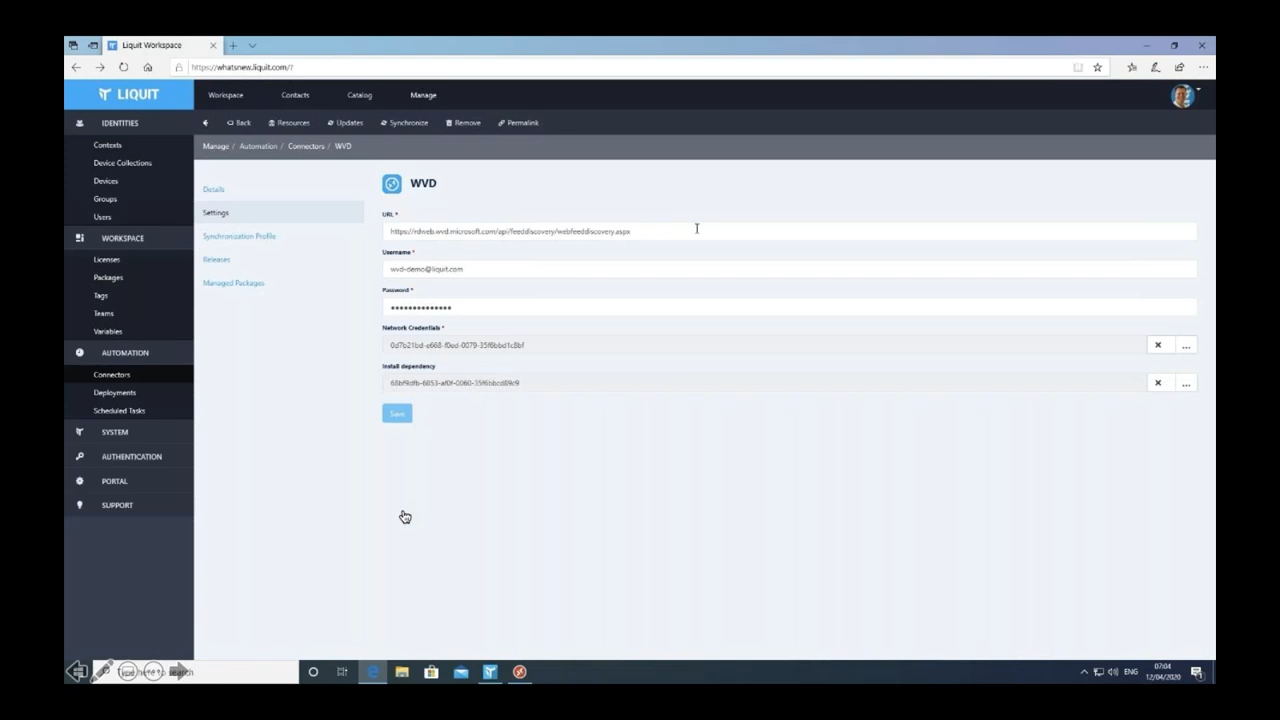 Liquit Workspace
https://whatsnew.liquit.com/?
LIQUIT
Workspace Contacts Catalog Manage
IDENTITIES
Back Resources Updates Synchronize Remove Permalink
Manage / Automation / Connectors / WVD
Contexts
Device Collections
Devices
Groups
Users
WORKSPACE
Licenses
Packages
Tags
Teams
Variables
AUTOMATION
Connectors
Deployments
Scheduled Tasks
SYSTEM
AUTHENTICATION
PORTAL
SUPPORT
Details
Settings
Synchronization Profile
Releases
Managed Packages
WVD
URL *
https://rdweb.wvd.microsoft.com/api/feeddiscovery/webfeeddiscovery.aspx
Username *
wvd-demo@liquit.com
Password *
••••••••••••••
Network Credentials *
Install dependency
Save
Type here to search
ENG
07:04
12/04/2020